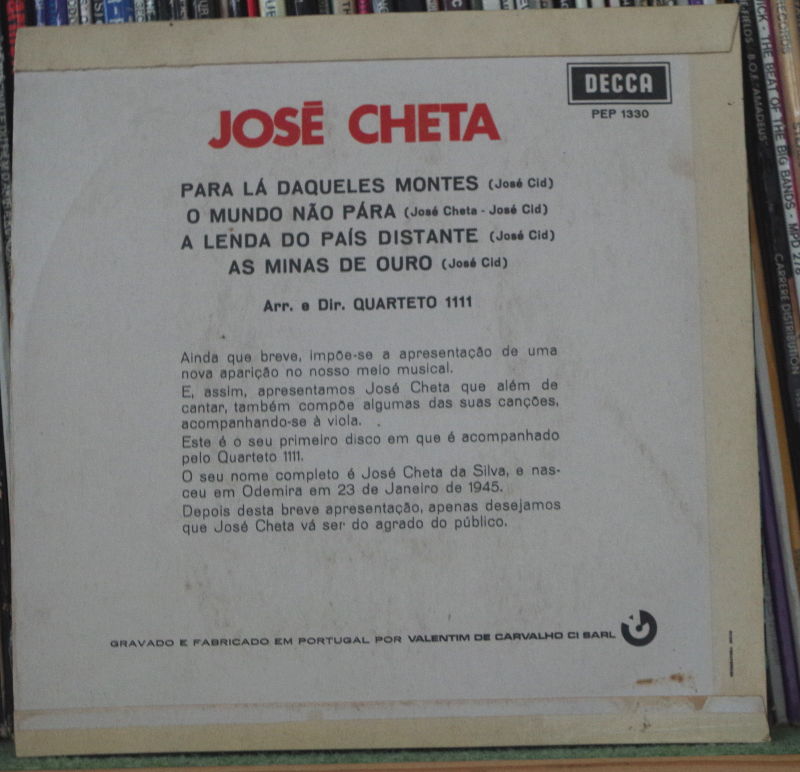 DECCA
PEP 1330
JOSÉ CHETA
PARA LÁ DAQUELES MONTES (José Cid)
O MUNDO NÃO PÁRA (José Cheta - José Cid)
A LENDA DO PAÍS DISTANTE (José Cid)
AS MINAS DE OURO (José Cid)
Arr. e Dir. QUARTETO 1111
Ainda que breve, impõe-se a apresentação de uma
nova aparição no nosso meio musical.
E, assim, apresentamos José Cheta que além de
cantar, também compõe algumas das suas canções,
acompanhando-se à viola.
Este é o seu primeiro disco em que é acompanhado
pelo Quarteto 1111.
O seu nome completo é José Cheta da Silva, e nas-
ceu em Odemira em 23 de Janeiro de 1945.
Depois desta breve apresentação, apenas desejamos
que José Cheta vá ser do agrado do público.
GRAVADO E FABRICADO EM PORTUGAL POR VALENTIM DE CARVALHO CI SARL
B.O.F. "AMADEUS"
THE BEAT OF THE BIG BANDS - MPD 278
CARRERE DISTRIBUTION